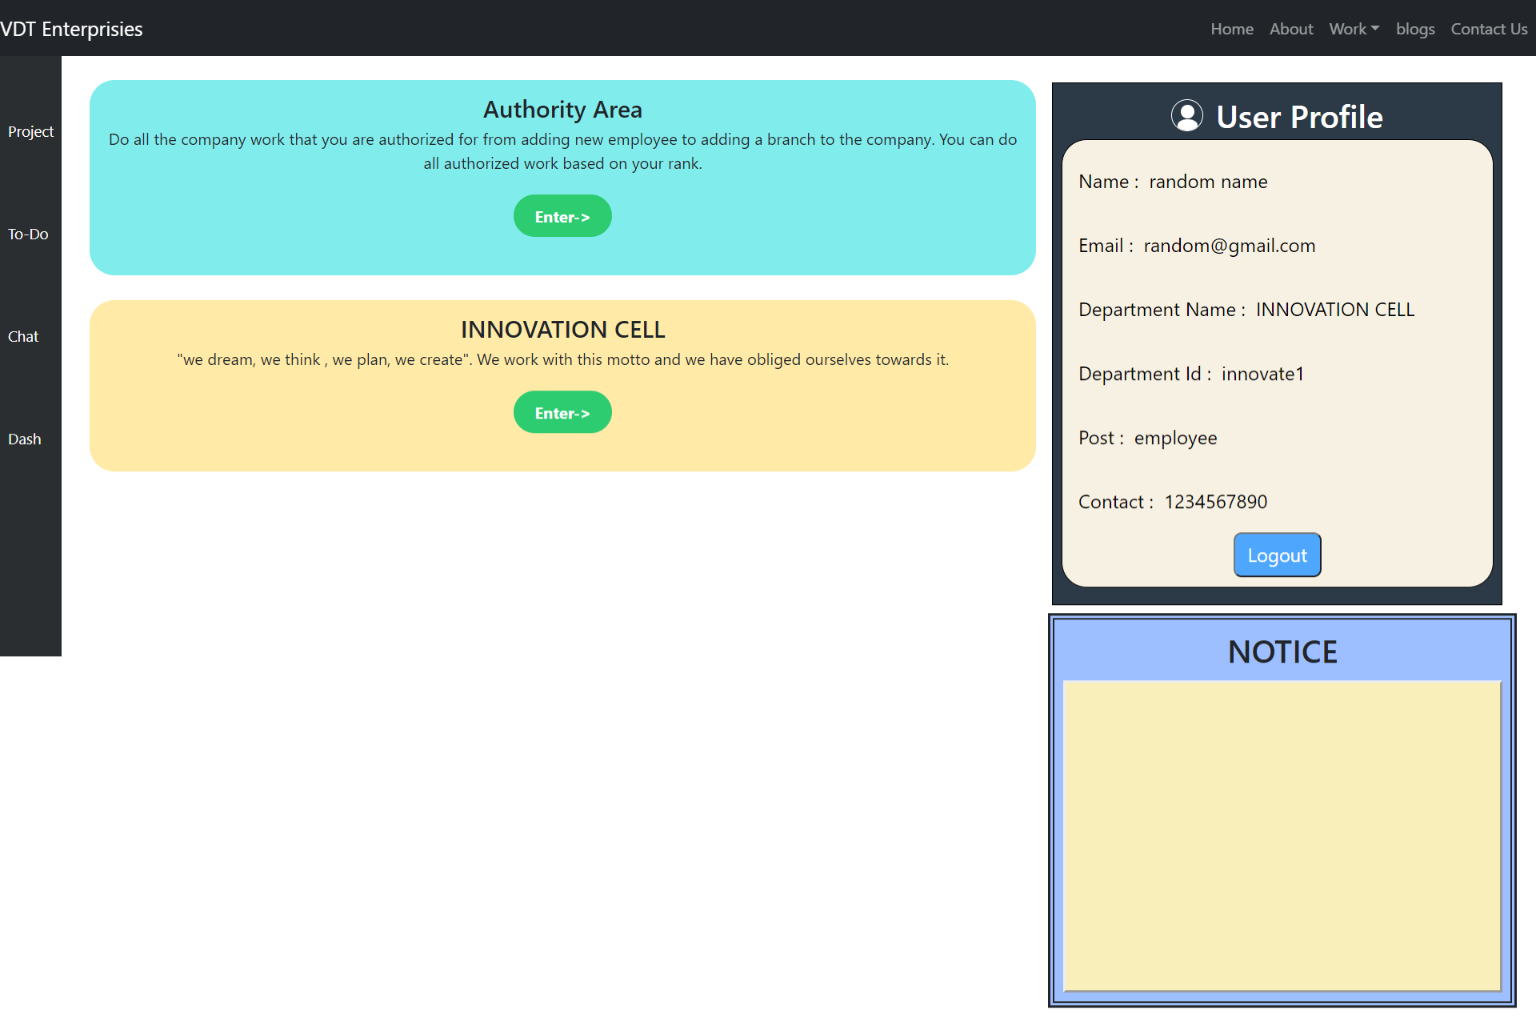 VDT Enterprisies
Home About Work blogs Contact Us
Project
To-Do
Chat
Dash
Authority Area
Do all the company work that you are authorized for from adding new employee to adding a branch to the company. You can do
all authorized work based on your rank.
Enter->
INNOVATION CELL
"we dream, we think , we plan, we create". We work with this motto and we have obliged ourselves towards it.
Enter->
User Profile
Name : random name
Email : random@gmail.com
Department Name : INNOVATION CELL
Department Id : innovate1
Post : employee
Contact : 1234567890
Logout
NOTICE